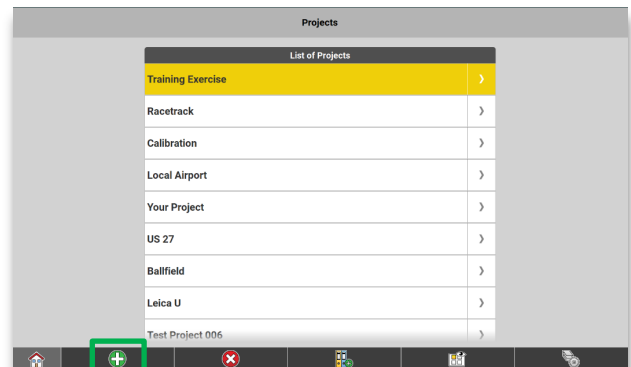 Projects
List of Projects
Training Exercise
Racetrack
Calibration
Local Airport
Your Project
US 27
Ballfield
Leica U
Test Project 006